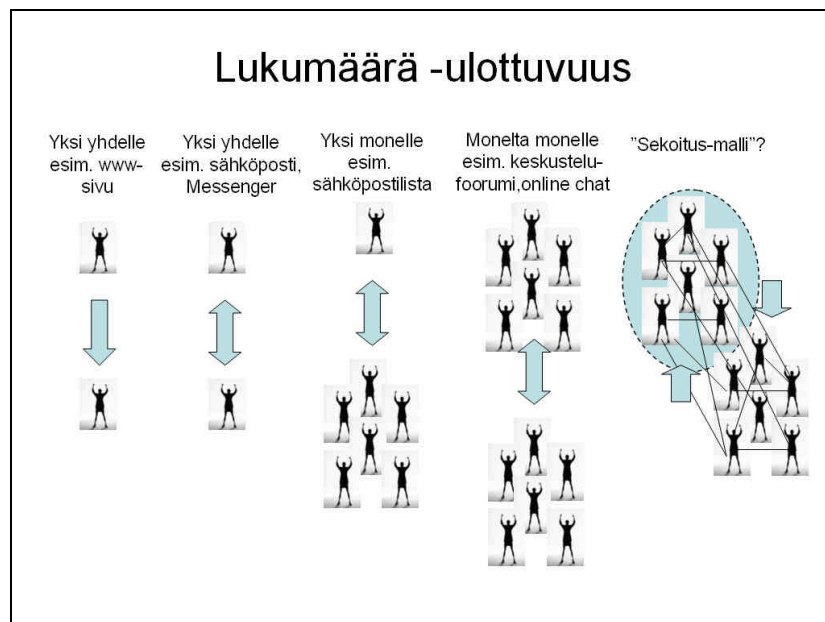 Lukumäärä -ulottuvuus
Yksi yhdelle
esim. www-
sivu
Yksi yhdelle
esim. sähköposti,
Messenger
Yksi monelle
esim.
sähköpostilista
Monelta monelle
esim. keskustelu-
foorumi,online chat
"Sekoitus-malli"?